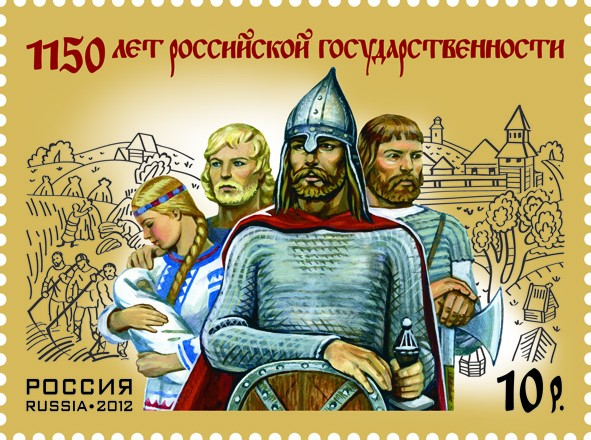 1150 ЛЕТ РОССИЙСКОЙ ГОСУДАРСТВЕННОСТИ
РОССИЯ
RUSSIA•2012
10 Р.